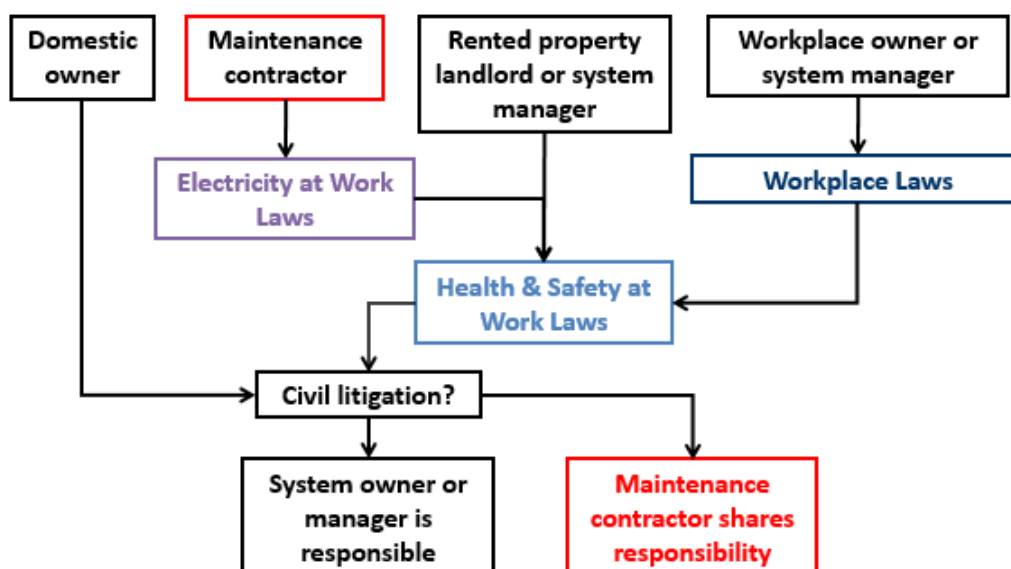 Domestic
owner
Maintenance
contractor
Rented property
landlord or system
manager
Workplace owner or
system manager
Electricity at Work
Laws
Workplace Laws
Health & Safety at
Work Laws
Civil litigation?
System owner or
manager is
responsible
Maintenance
contractor shares
responsibility